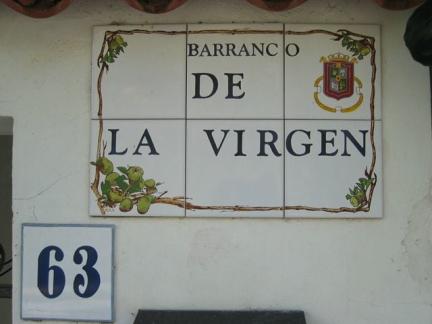 BARRANCO
DE
LA VIRGEN
63